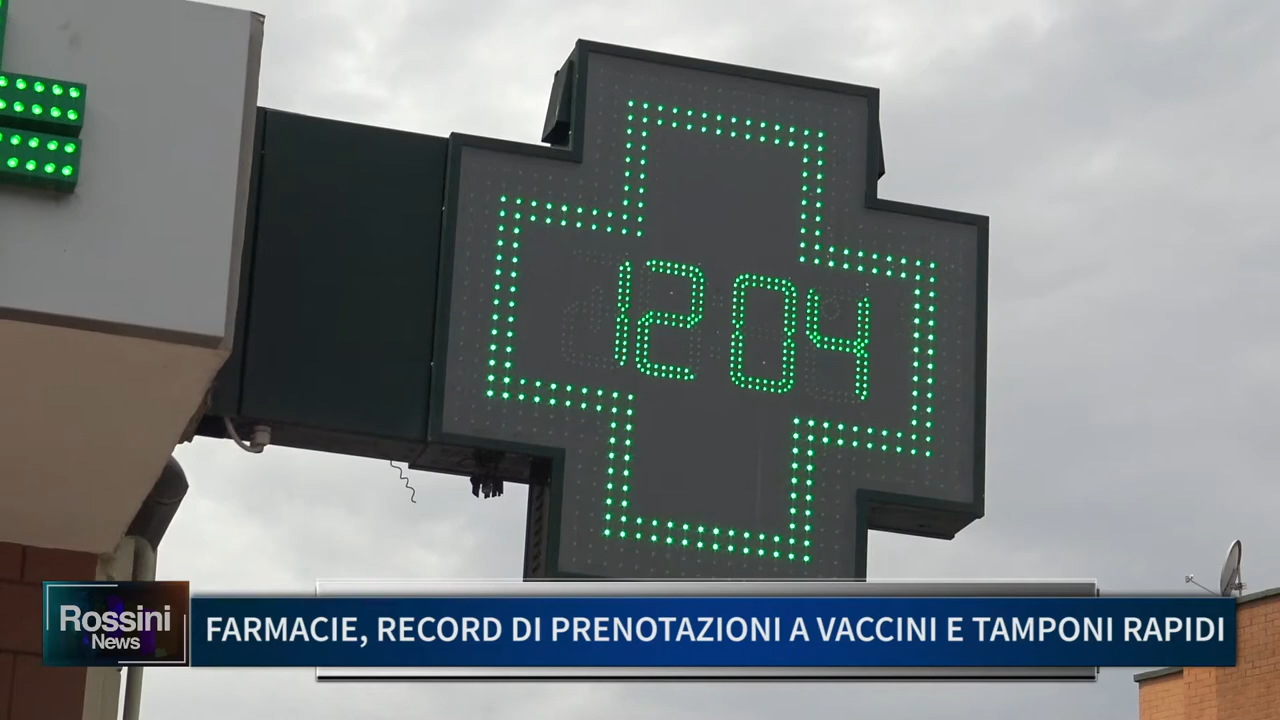 12 04
Rossini
News
FARMACIE, RECORD DI PRENOTAZIONI A VACCINI E TAMPONI RAPIDI